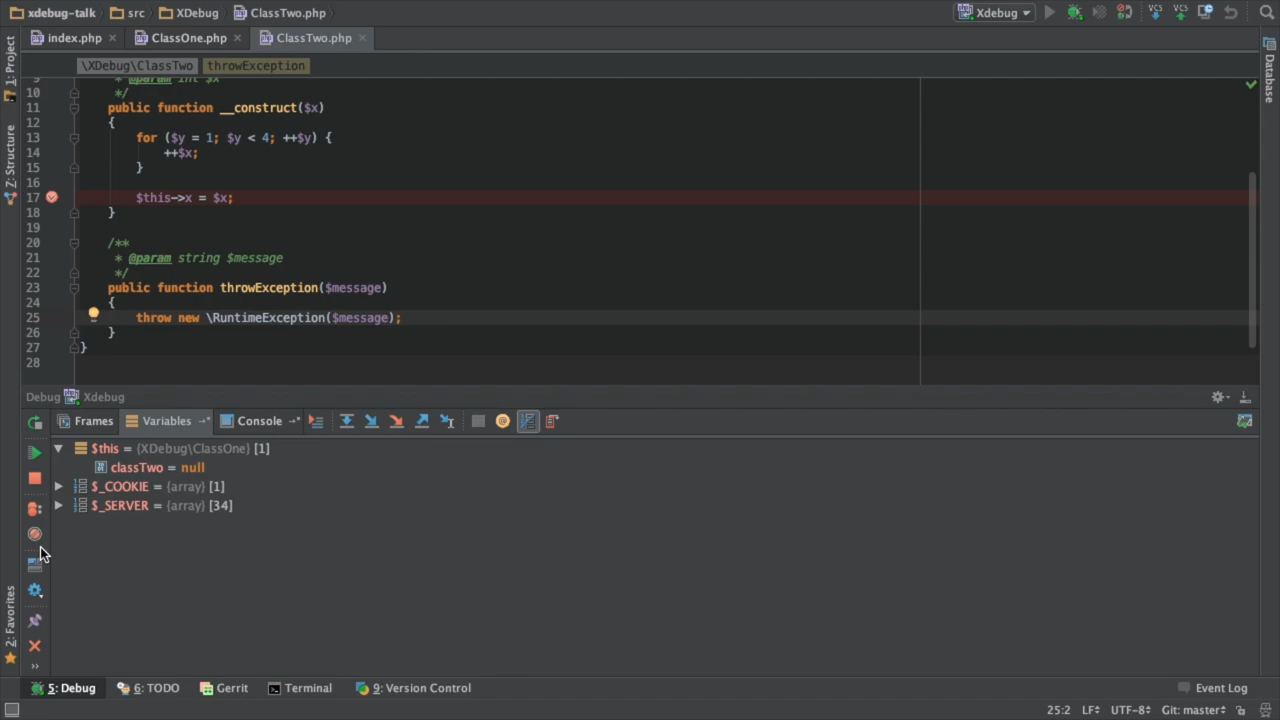 xdebug-talk src XDebug ClassTwo.php Xdebug
index.php ClassOne.php ClassTwo.php
\XDebug\ClassTwo throwException
9 * @param int $x
10 */
11 public function __construct($x)
12 {
13 for ($y = 1; $y < 4; ++$y) {
14 ++$x;
15 }
16
17 $this->x = $x;
18 }
19
20 /**
21 * @param string $message
22 */
23 public function throwException($message)
24 {
25 throw new \RuntimeException($message);
26 }
27 }
28
1: Project
Z: Structure
2: Favorites
Database
Debug Xdebug
Frames Variables Console
$this = {XDebug\ClassOne} [1]
classTwo = null
$_COOKIE = {array} [1]
$_SERVER = {array} [34]
5: Debug 6: TODO Gerrit Terminal 9: Version Control Event Log
25:2 LF UTF-8 Git: master